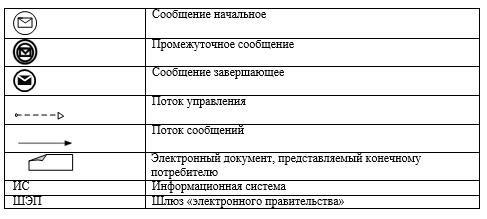 Сообщение начальное
Промежуточное сообщение
Сообщение завершающее
Поток управления
Поток сообщений
Электронный документ, представляемый конечному
потребителю
ИС Информационная система
ШЭП Шлюз «электронного правительства»